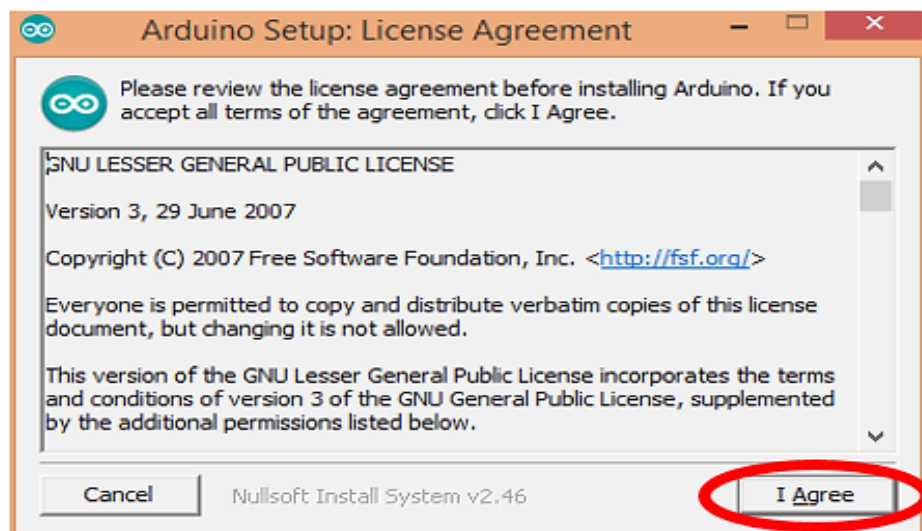 Arduino Setup: License Agreement
Please review the license agreement before installing Arduino. If you
accept all terms of the agreement, click I Agree.
GNU LESSER GENERAL PUBLIC LICENSE
Version 3, 29 June 2007
Copyright (C) 2007 Free Software Foundation, Inc. <http://fsf.org/>
Everyone is permitted to copy and distribute verbatim copies of this license
document, but changing it is not allowed.
This version of the GNU Lesser General Public License incorporates the terms
and conditions of version 3 of the GNU General Public License, supplemented
by the additional permissions listed below.
Cancel
Nullsoft Install System v2.46
I Agree